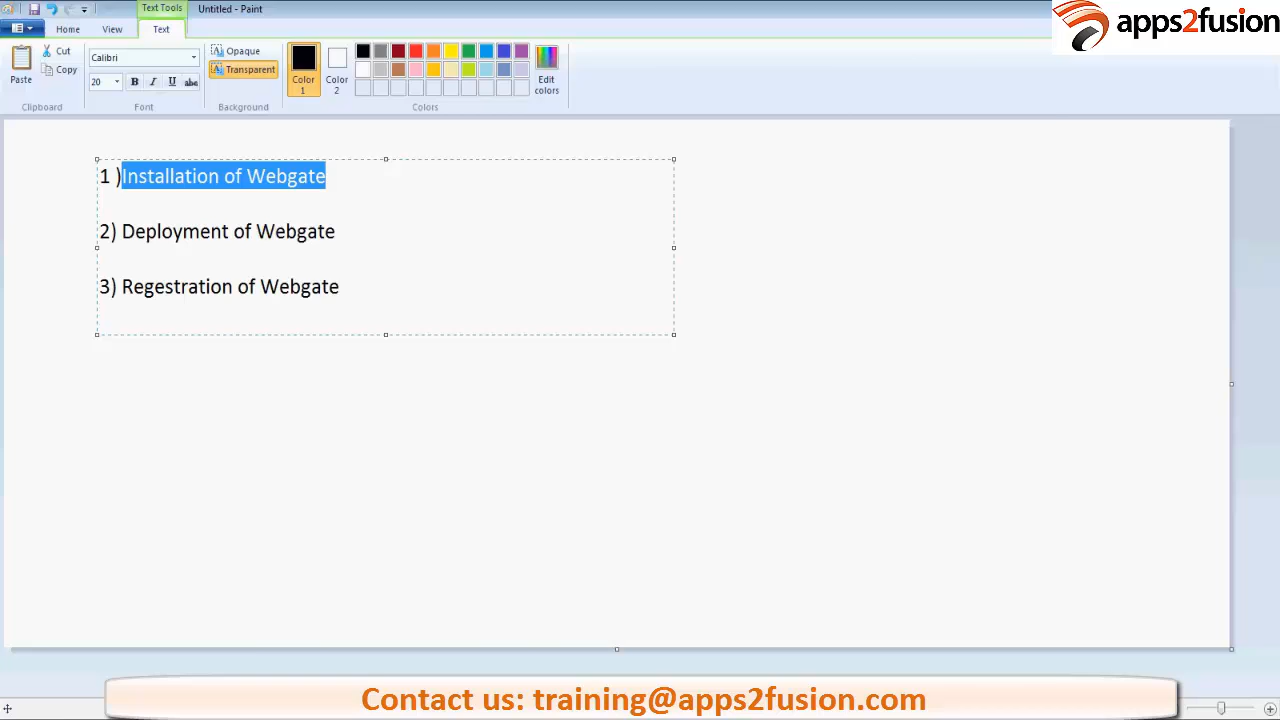 Text Tools
Untitled - Paint
apps2fusion
Home
View
Text
Paste
Cut
Copy
Clipboard
Calibri
20
B I U abc
Font
Opaque
Transparent
Background
Color
1
Color
2
Edit
colors
Colors
1 )Installation of Webgate
2) Deployment of Webgate
3) Regestration of Webgate
Contact us: training@apps2fusion.com